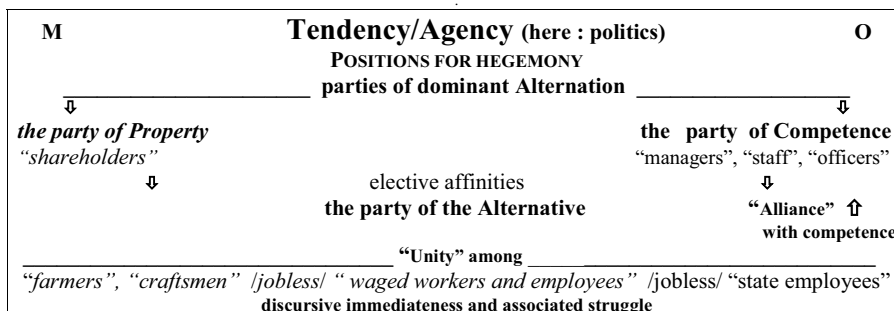 M Tendency/Agency (here : politics) O
POSITIONS FOR HEGEMONY
parties of dominant Alternation
the party of Property the party of Competence
“shareholders” “managers”, “staff”, “officers”
elective affinities
the party of the Alternative “Alliance”
with competence
“Unity” among
“farmers”, “craftsmen” /jobless/ “ waged workers and employees” /jobless/ “state employees”
discursive immediateness and associated struggle